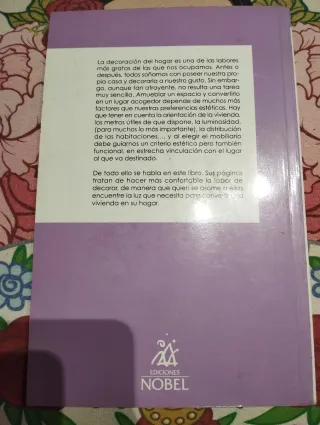 La decoración del hogar es una de las labores
más gratas de las que nos ocupamos. Antes o
después, todos soñamos con poseer nuestra pro-
pia casa y decorarla a nuestro gusto. Sin embar-
go, aunque tan atrayente, no resulta una tarea
muy sencilla. Amueblar un espacio y convertirlo
en un lugar acogedor depende de muchos más
factores que nuestras preferencias estéticas. Hay
que tener en cuenta la orientación de la vivienda,
los metros útiles de que dispone, la luminosidad,
(para muchos lo más importante), la distribución
de las habitaciones..., y al elegir el mobiliario
debe guiarnos un criterio estético pero también
funcional, en estrecha vinculación con el lugar
al que va destinado.
De todo ello se habla en este libro. Sus páginas
tratan de hacer más confortable la labor de
decorar, de manera que quien se asome a ellas
encuentre la luz que necesita para convertir una
vivienda en su hogar.
EDICIONES
NOBEL